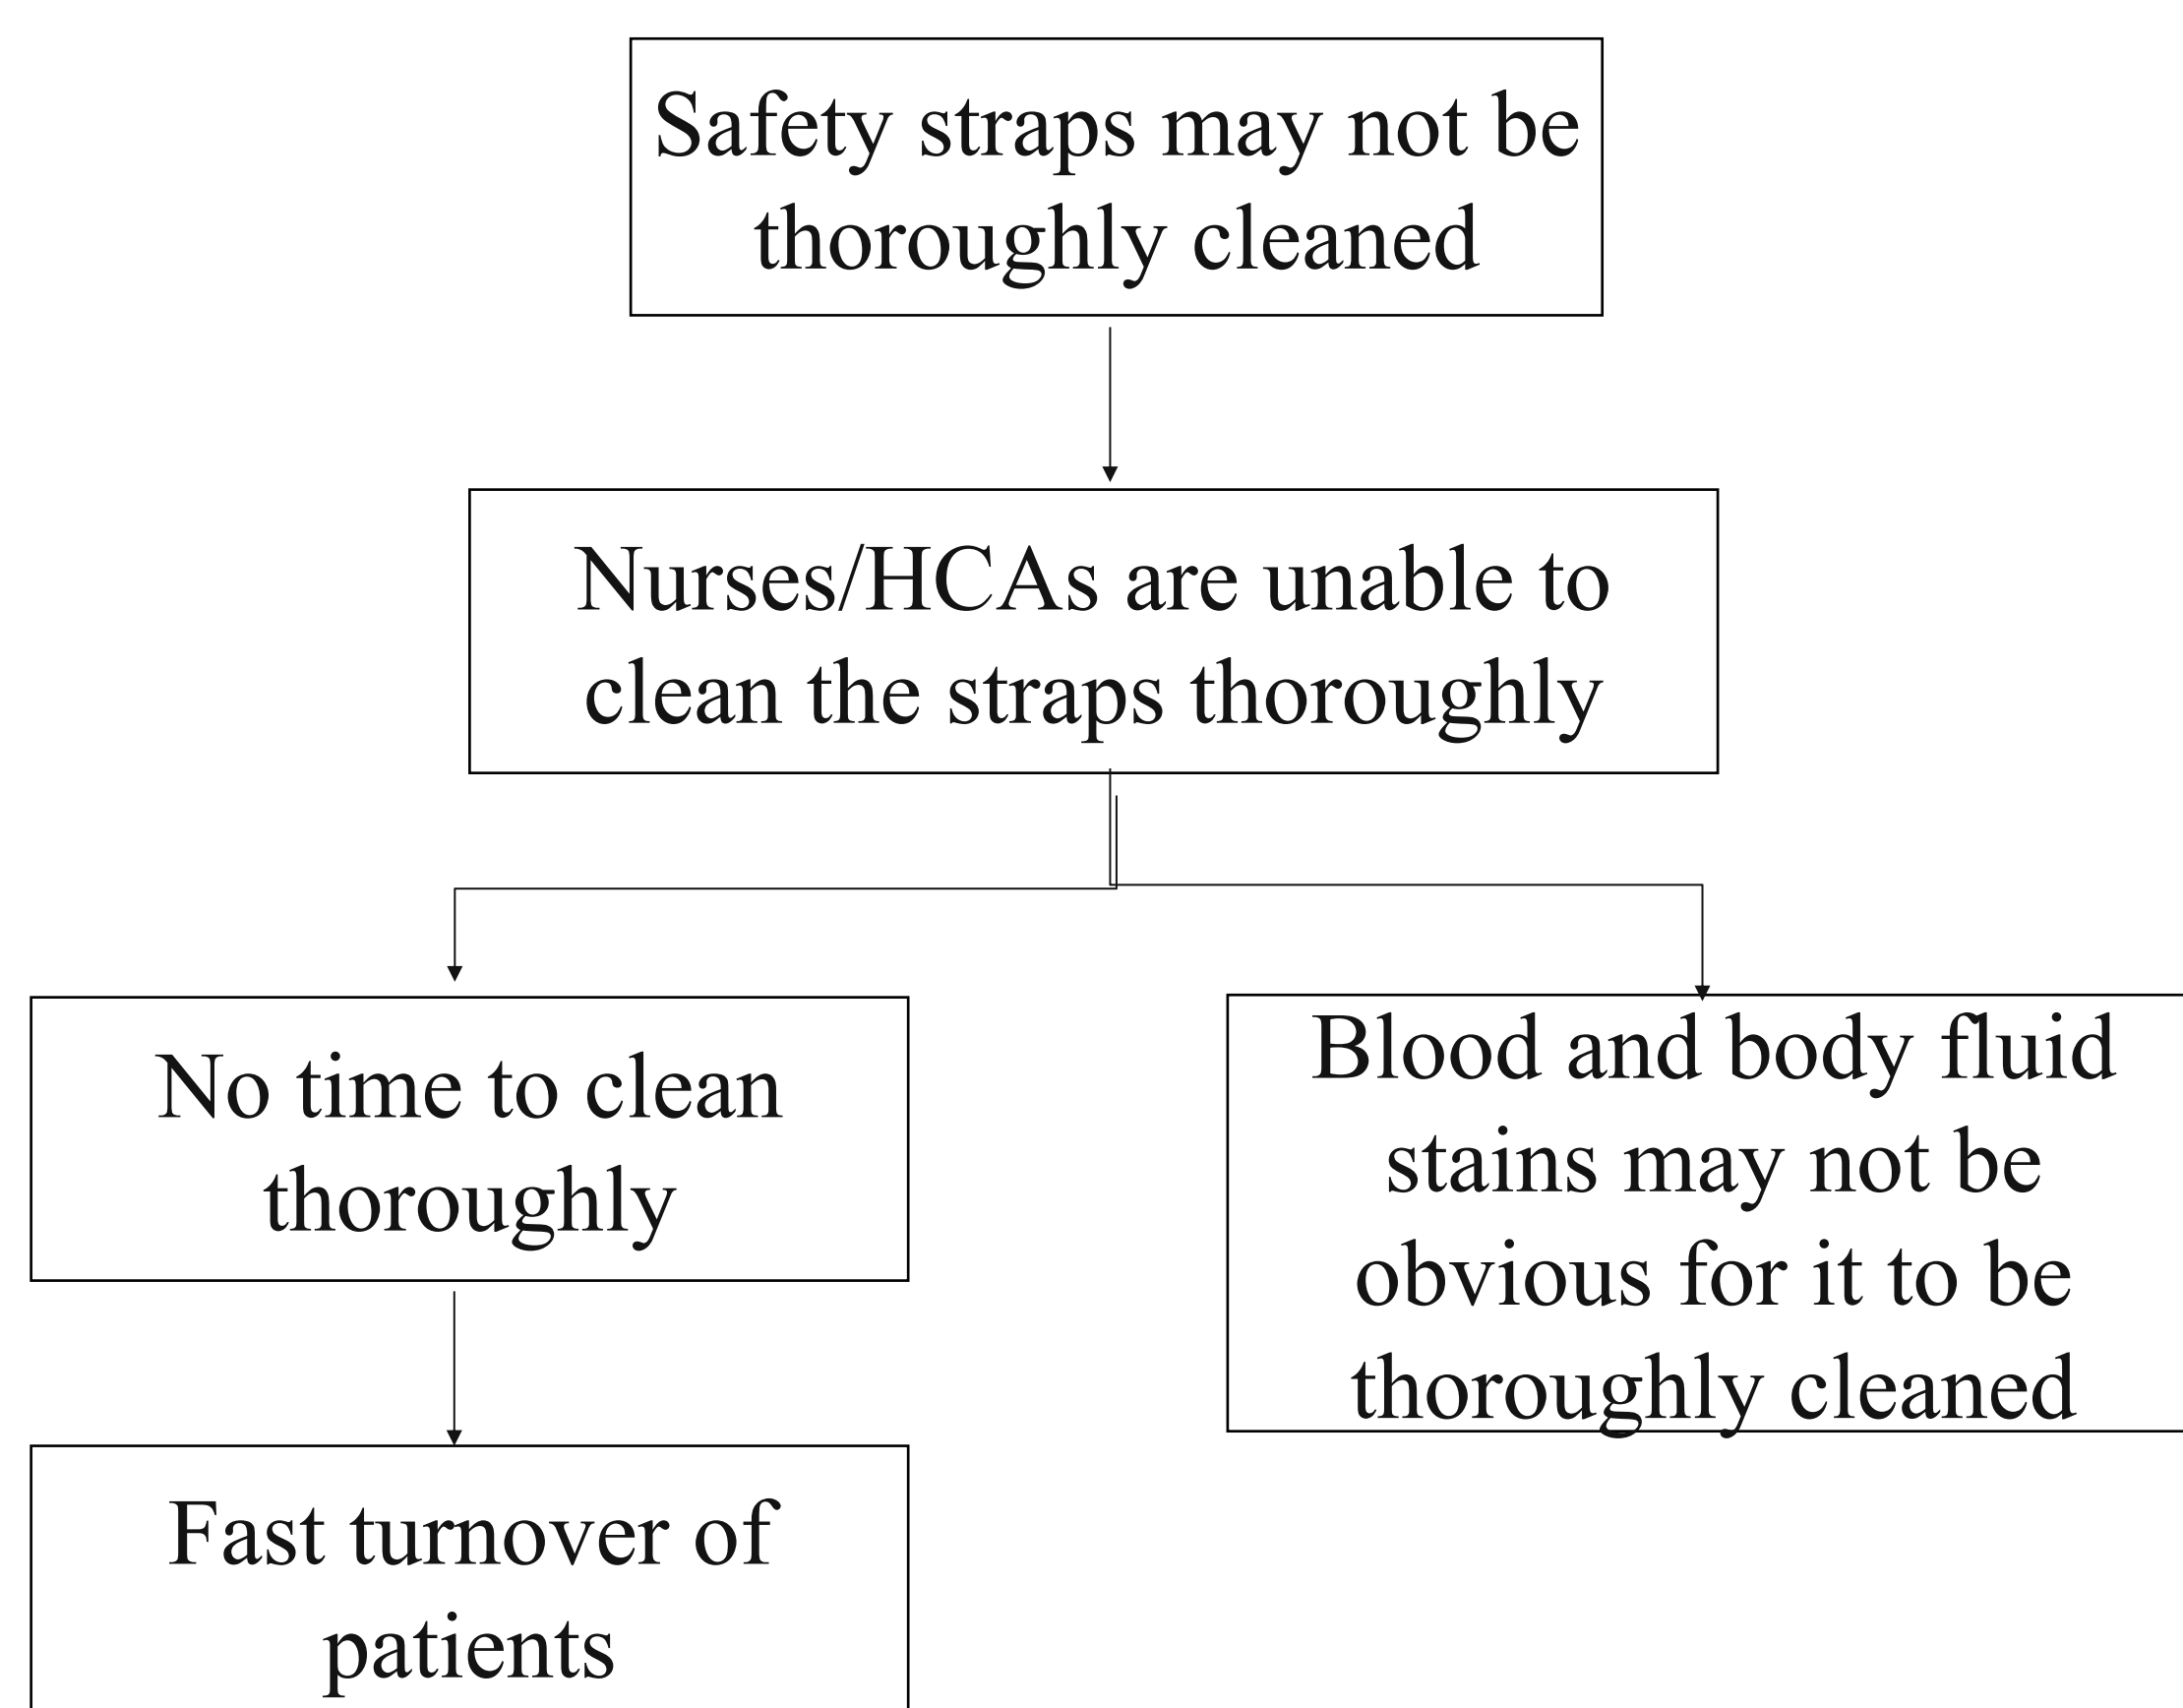 Safety straps may not be
thoroughly cleaned
Nurses/HCAs are unable to
clean the straps thoroughly
No time to clean
thoroughly
Blood and body fluid
stains may not be
obvious for it to be
thoroughly cleaned
Fast turnover of
patients